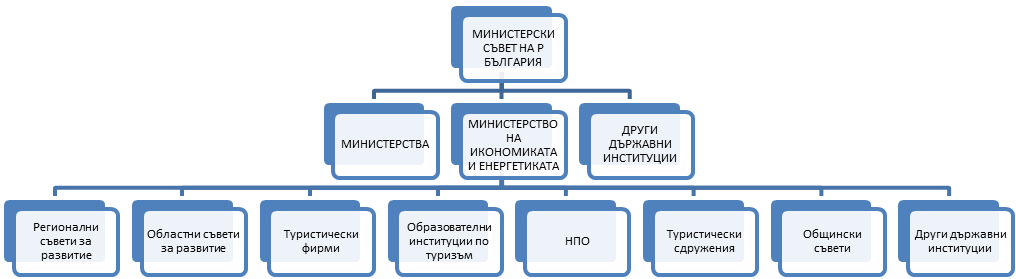 МИНИСТЕРСКИ
СЪВЕТ НА Р
БЪЛГАРИЯ
МИНИСТЕРСТВА
МИНИСТЕРСТВО
НА
ИКОНОМИКАТА
И ЕНЕРГЕТИКАТА
ДРУГИ
ДЪРЖАВНИ
ИНСТИТУЦИИ
Регионални
съвети за
развитие
Областни съвети
за развитие
Туристически
фирми
Образователни
институции по
туризъм
НПО
Туристически
сдружения
Общински
съвети
Други държавни
институции